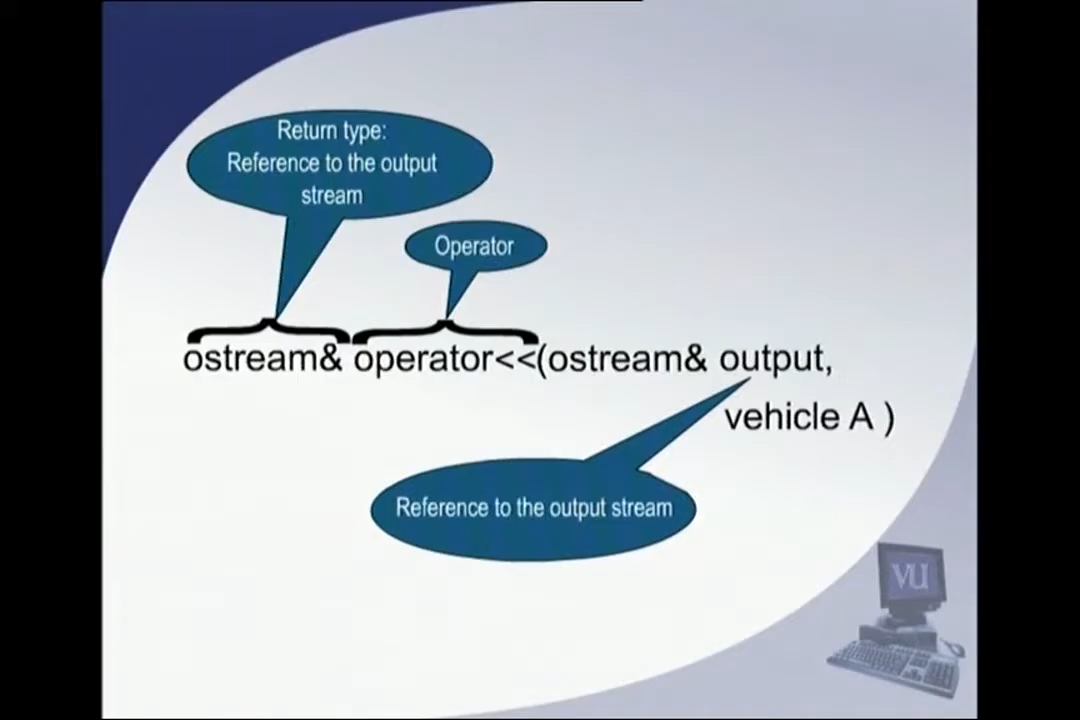 Return type:
Reference to the output
stream
Operator
ostream& operator<<(ostream& output,
vehicle A )
Reference to the output stream
VU